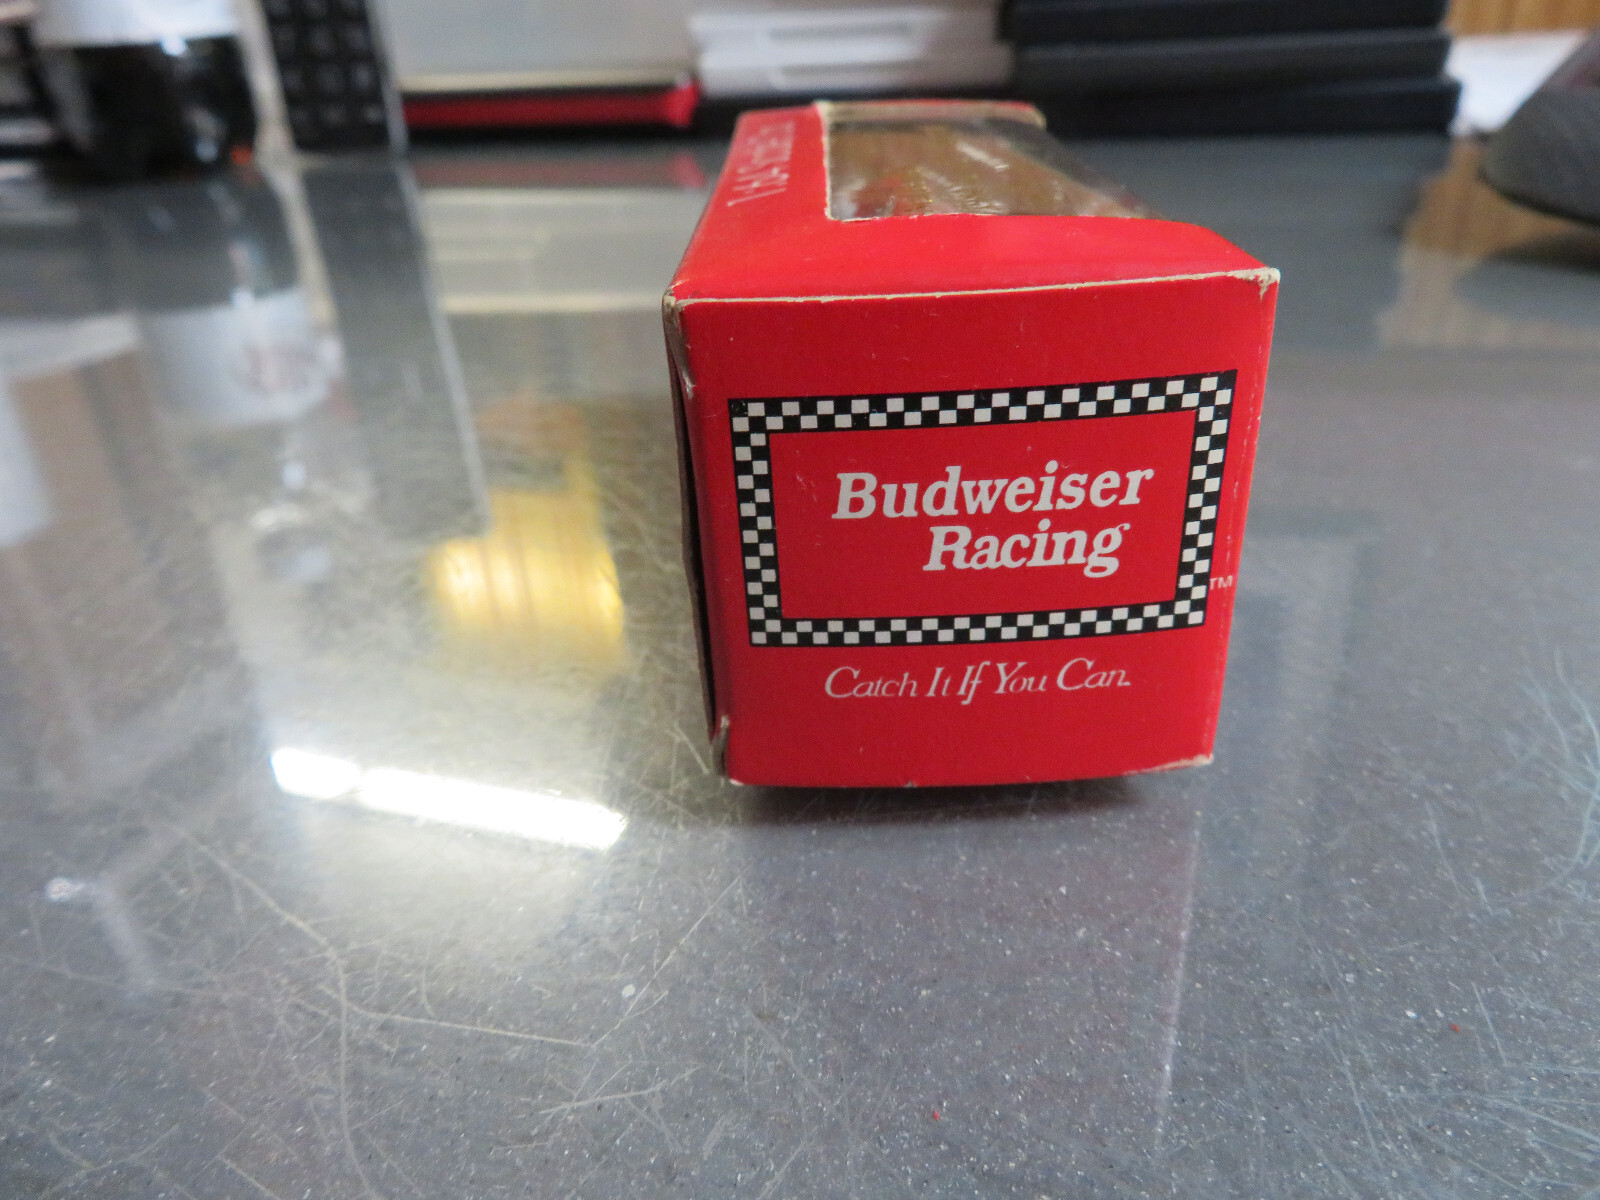 Budweiser
Racing
TM
Catch It If You Can.